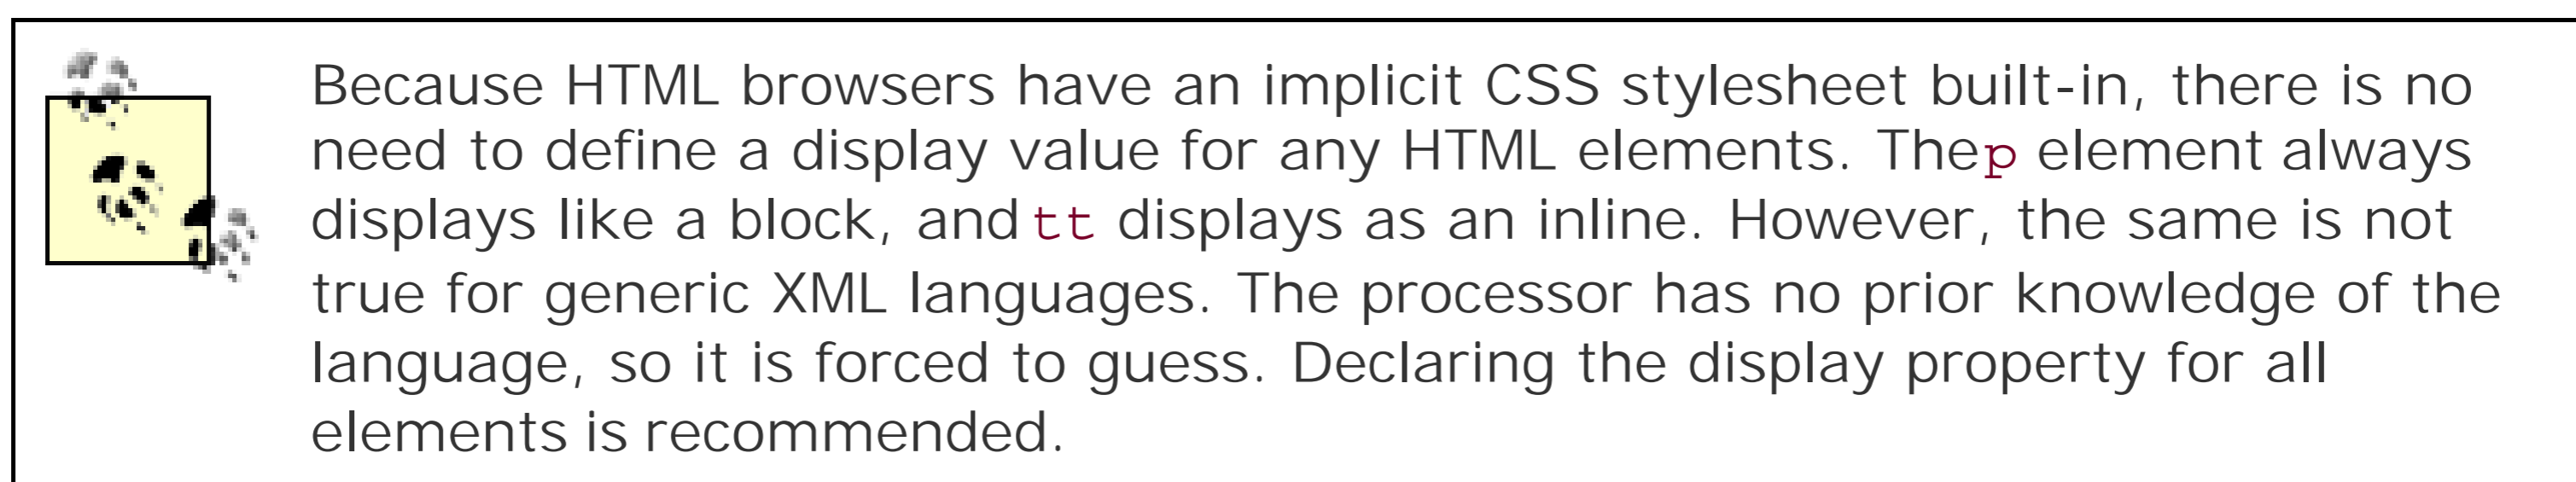 Because HTML browsers have an implicit CSS stylesheet built-in, there is no
need to define a display value for any HTML elements. Thep element always
displays like a block, and tt displays as an inline. However, the same is not
true for generic XML languages. The processor has no prior knowledge of the
language, so it is forced to guess. Declaring the display property for all
elements is recommended.